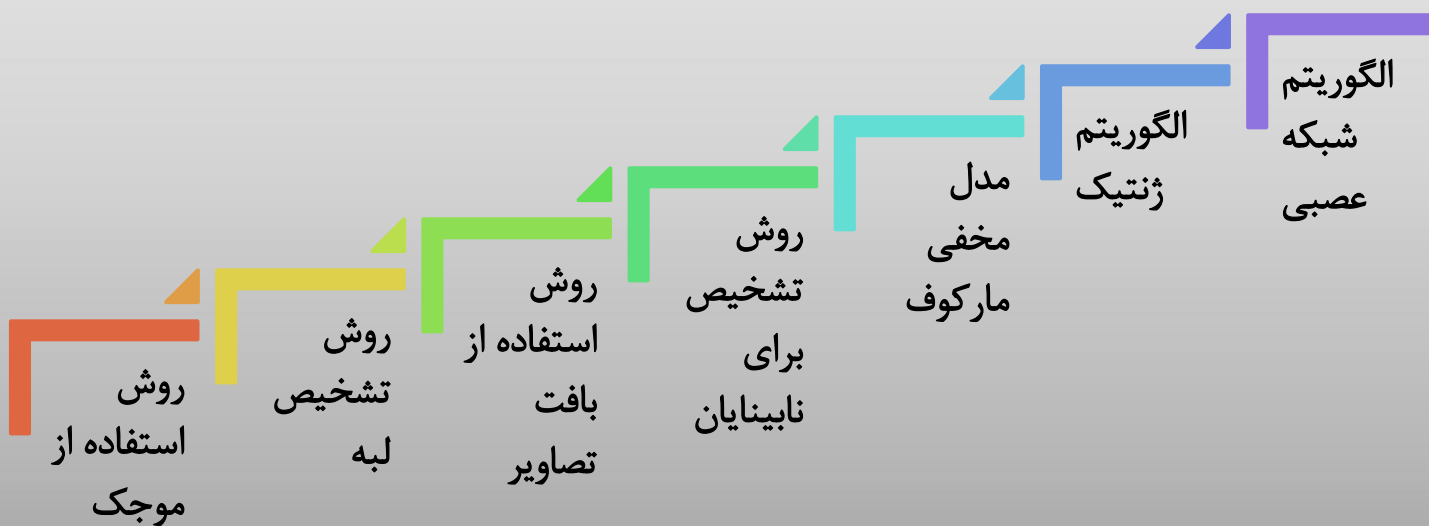 روش
استفاده از
موجک
روش
تشخیص
لبه
روش
استفاده از
بافت
تصاویر
روش
تشخیص
برای
نابینایان
مدل
مخفی
مارکوف
الگوریتم
ژنتیک
الگوریتم
شبکه
عصبی